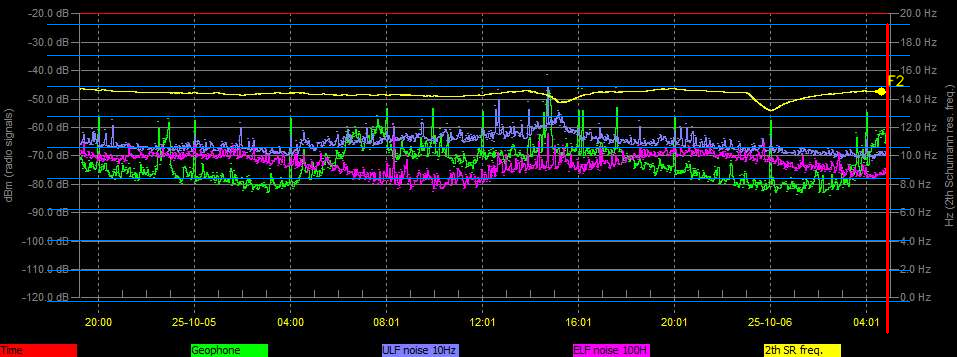 -20.0 dB 20.0 Hz
-30.0 dB 18.0 Hz
-40.0 dB 16.0 Hz
F2
-50.0 dB 14.0 Hz
-60.0 dB 12.0 Hz
-70.0 dB 10.0 Hz
-80.0 dB 8.0 Hz
-90.0 dB 6.0 Hz
-100.0 dB 4.0 Hz
-110.0 dB 2.0 Hz
-120.0 dB 0.0 Hz
dBm (radio signals)
Hz (2th Schumann res. freq.)
20:00 25-10-05 04:00 08:01 12:01 16:01 20:01 25-10-06 04:01
Time Geophone ULF noise 10Hz ELF noise 100H 2th SR freq.